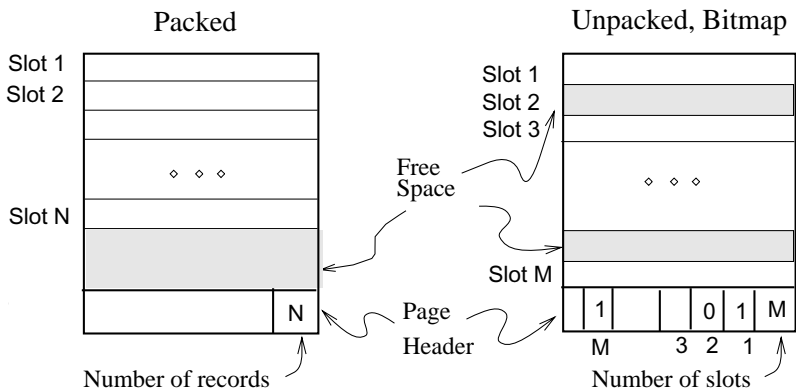 Packed
Slot 1
Slot 2
Slot N
N
Number of records
Free
Space
Page
Header
Unpacked, Bitmap
Slot 1
Slot 2
Slot 3
Slot M
1 0 1 M
M 3 2 1
Number of slots